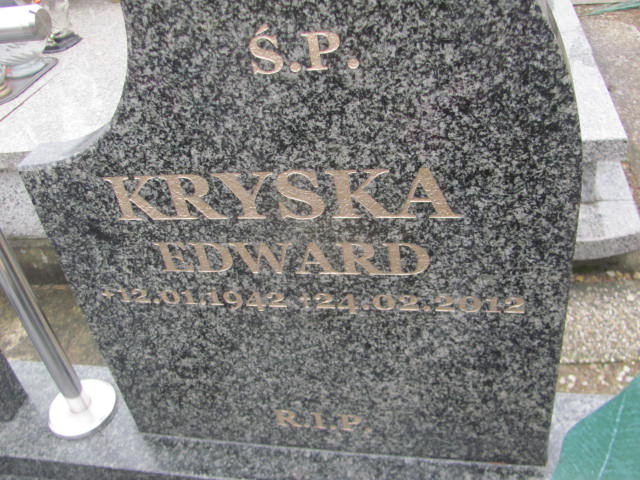 Ś.P.
KRYSKA
EDWARD
*12.01.1942 †24.02.2012
R.I.P.